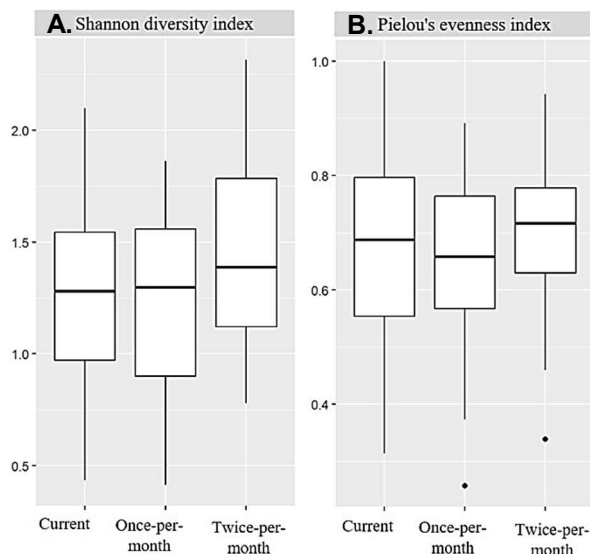 A. Shannon diversity index
2.0
1.5
1.0
0.5
Current Once-per-month Twice-per-month
B. Pielou's evenness index
1.0
0.8
0.6
0.4
Current Once-per-month Twice-per-month